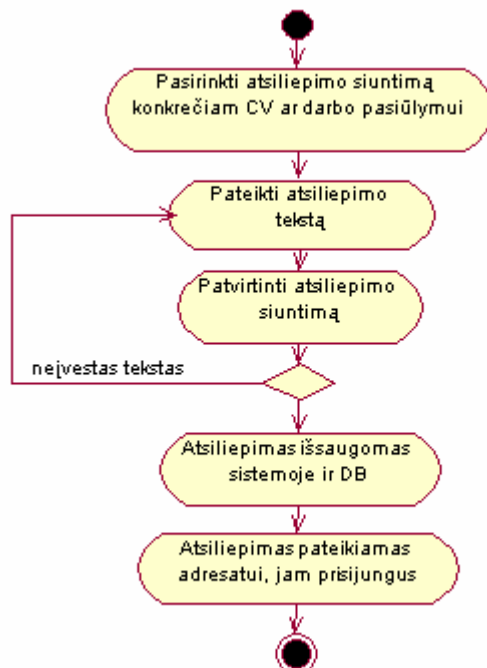 Pasirinkti atsiliepimo siuntimą
konkrečiam CV ar darbo pasiūlymui
Pateikti atsiliepimo
tekstą
Patvirtinti atsiliepimo
siuntimą
neįvestas tekstas
Atsiliepimas išsaugomas
sistemoje ir DB
Atsiliepimas pateikiamas
adresatui, jam prisijungus